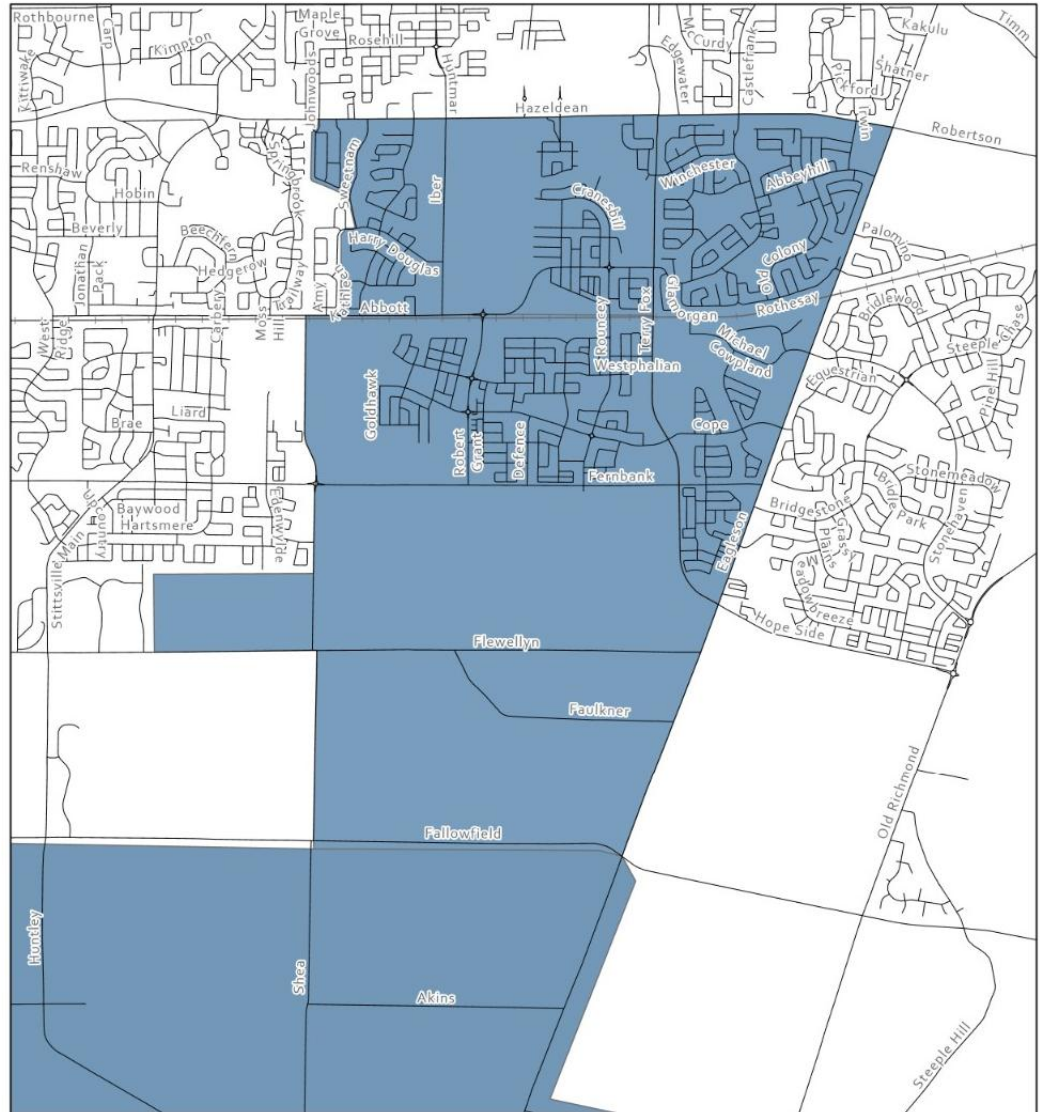 Rothbourne
Carp
Maple
Grove
Kakulu
Timm
Kimpton
Rosehill
McCurdy
Shatner
Kittiwake
Johnwoods
Huntmar
Edgewater
Castlefrank
Hazeldean
Irwin
Robertson
Renshaw
Springbrook
Sweetnam
Iber
Winchester
Abbeyhill
Hobin
Cranesbill
Beverly
Beechfern
Harry Douglas
Colony
Palomino
Jonathan
Pack
Hedgerow
Trailway
Amy
Kathleen
Old
Glamorgan
Rothesay
Bridlewood
Carbery
Moss
Hill
Abbott
Rouncey
Terry Fox
Michael
Cowpland
Steeple Chase
West
Ridge
Westphalian
Equestrian
Pine Hill
Goldhawk
Liard
Brae
Cope
Robert
Grant
Defence
Fernbank
Stonemeadow
Bridle
Park
Upcountry
Baywood
Hartsmere
Edenwylde
Bridgestone
Grassy
Plains
Stonehaven
Eagleson
Meadowbreeze
Stittsville Main
Hope Side
Flewellyn
Faulkner
Old Richmond
Fallowfield
Huntley
Shea
Akins
Steeple Hill